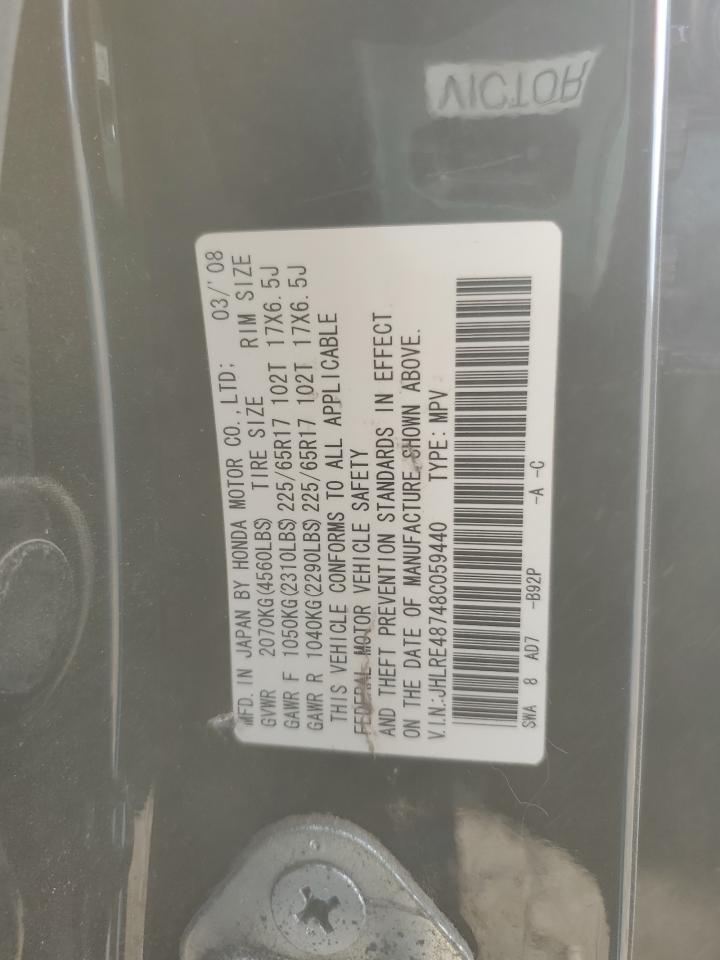 MFD. IN JAPAN BY HONDA MOTOR CO., LTD; 03/'08
GVWR 2070KG(4560LBS) TIRE SIZE RIM SIZE
GAWR F 1050KG(2310LBS) 225/65R17 102T 17X6.5J
GAWR R 1040KG(2290LBS) 225/65R17 102T 17X6.5J
THIS VEHICLE CONFORMS TO ALL APPLICABLE
FEDERAL MOTOR VEHICLE SAFETY
AND THEFT PREVENTION STANDARDS IN EFFECT
ON THE DATE OF MANUFACTURE SHOWN ABOVE.
V.I.N.:JHLRE48748C059440 TYPE: MPV
SWA 8 AD7 -B92P -A -C
VICTOR